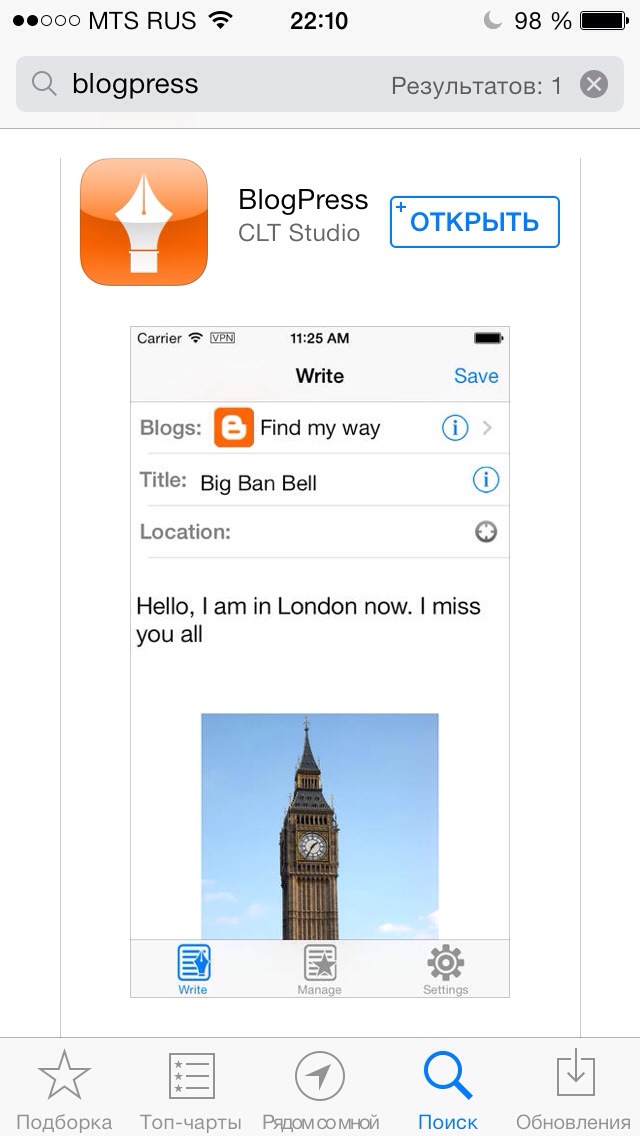 MTS RUS 22:10 98 %
blogpress Результатов: 1
BlogPress
CLT Studio
+ ОТКРЫТЬ
Carrier VPN 11:25 AM
Write Save
Blogs: Find my way
Title: Big Ban Bell
Location:
Hello, I am in London now. I miss
you all
Write Manage Settings
Подборка Топ-чарты Рядом со мной Поиск Обновления